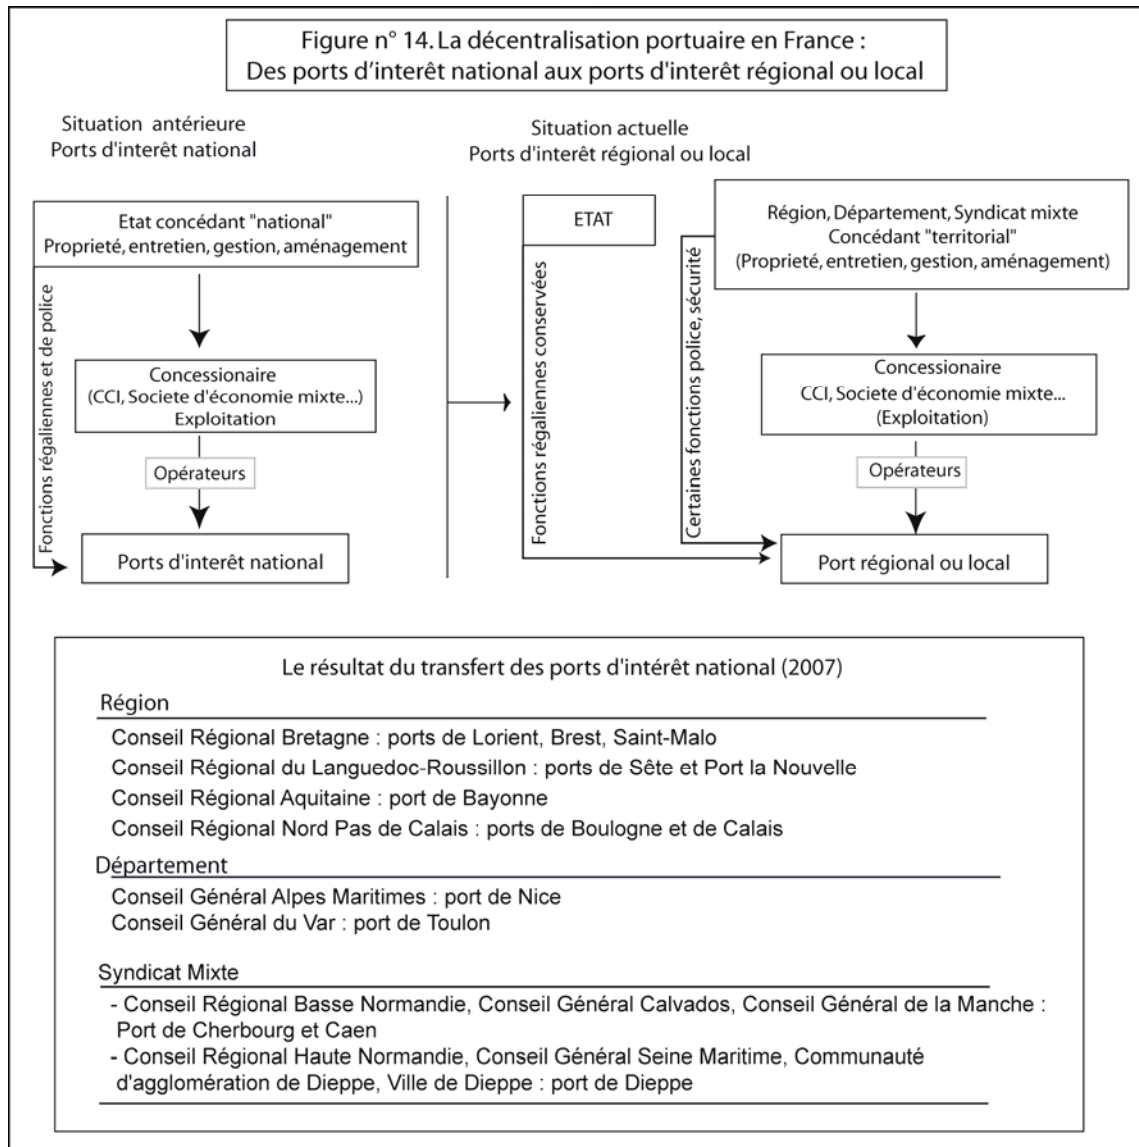 Figure n° 14. La décentralisation portuaire en France :
Des ports d'interêt national aux ports d'interêt régional ou local
Situation antérieure
Ports d'interêt national
Etat concédant "national"
Proprieté, entretien, gestion, aménagement
Fonctions régaliennes et de police
Concessionaire
(CCI, Societe d'économie mixte...)
Exploitation
Opérateurs
Ports d'interêt national
Situation actuelle
Ports d'interêt régional ou local
ETAT
Fonctions régaliennes conservées
Région, Département, Syndicat mixte
Concédant "territorial"
(Proprieté, entretien, gestion, aménagement)
Certaines fonctions police, sécurité
Concessionaire
CCI, Societe d'économie mixte...
(Exploitation)
Opérateurs
Port régional ou local
Le résultat du transfert des ports d'intérêt national (2007)
Région
Conseil Régional Bretagne : ports de Lorient, Brest, Saint-Malo
Conseil Régional du Languedoc-Roussillon : ports de Sête et Port la Nouvelle
Conseil Régional Aquitaine : port de Bayonne
Conseil Régional Nord Pas de Calais : ports de Boulogne et de Calais
Département
Conseil Général Alpes Maritimes : port de Nice
Conseil Général du Var : port de Toulon
Syndicat Mixte
- Conseil Régional Basse Normandie, Conseil Général Calvados, Conseil Général de la Manche :
Port de Cherbourg et Caen
- Conseil Régional Haute Normandie, Conseil Général Seine Maritime, Communauté
d'agglomération de Dieppe, Ville de Dieppe : port de Dieppe